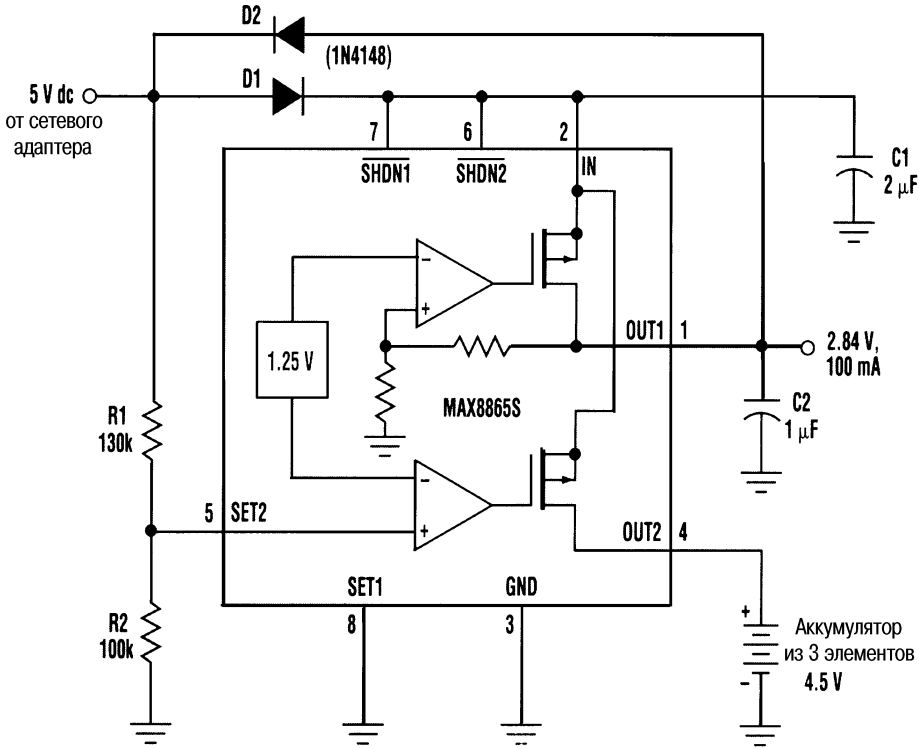 D2
(1N4148)
D1
5 V dc
от сетевого
адаптера
7
6
2
SHDN1
SHDN2
IN
C1
2 μF
1.25 V
OUT1
1
2.84 V,
100 mA
MAX8865S
C2
1 μF
R1
130k
5
SET2
OUT2
4
SET1
GND
8
3
R2
100k
+
−
Аккумулятор
из 3 элементов
4.5 V
−
+
−
+